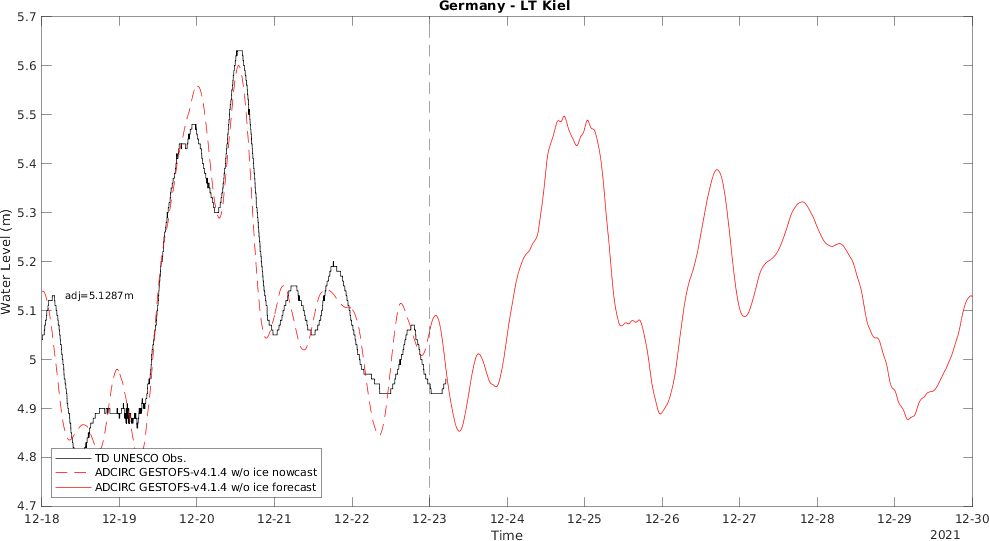 Germany - LT Kiel
Water Level (m)
5.7
5.6
5.5
5.4
5.3
5.2
5.1
5
4.9
4.8
4.7
adj=5.1287m
TD UNESCO Obs.
ADCIRC GESTOFS-v4.1.4 w/o ice nowcast
ADCIRC GESTOFS-v4.1.4 w/o ice forecast
12-18 12-19 12-20 12-21 12-22 12-23 12-24 12-25 12-26 12-27 12-28 12-29 12-30
Time
2021